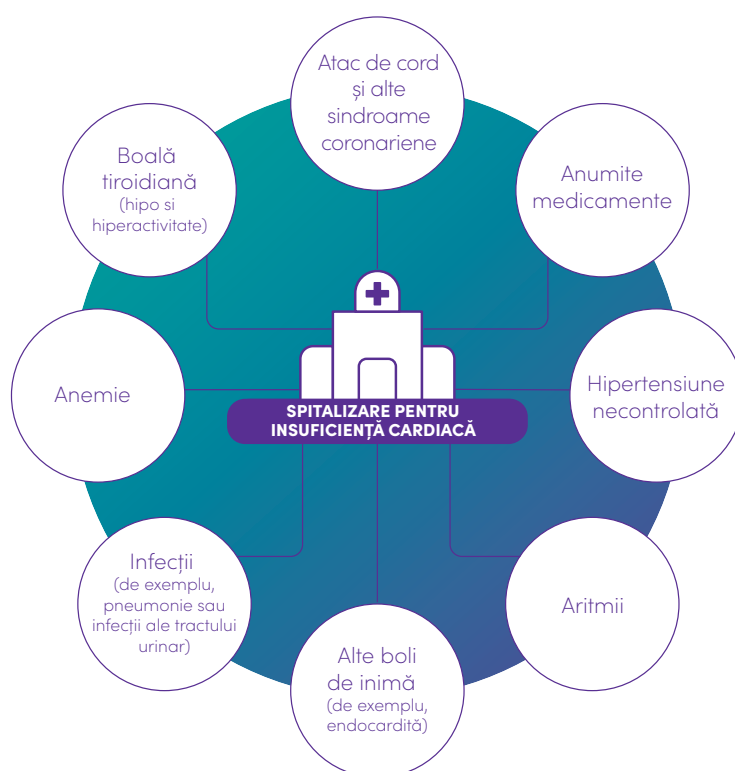 Atac de cord
și alte
sindroame
coronariene
Anumite
medicamente
Hipertensiune
necontrolată
Aritmii
Alte boli
de inimă
(de exemplu,
endocardită)
Infecții
(de exemplu,
pneumonie sau
infecții ale tractului
urinar)
Anemie
Boală
tiroidiană
(hipo si
hiperactivitate)
SPITALIZARE PENTRU
INSUFICIENȚĂ CARDIACĂ